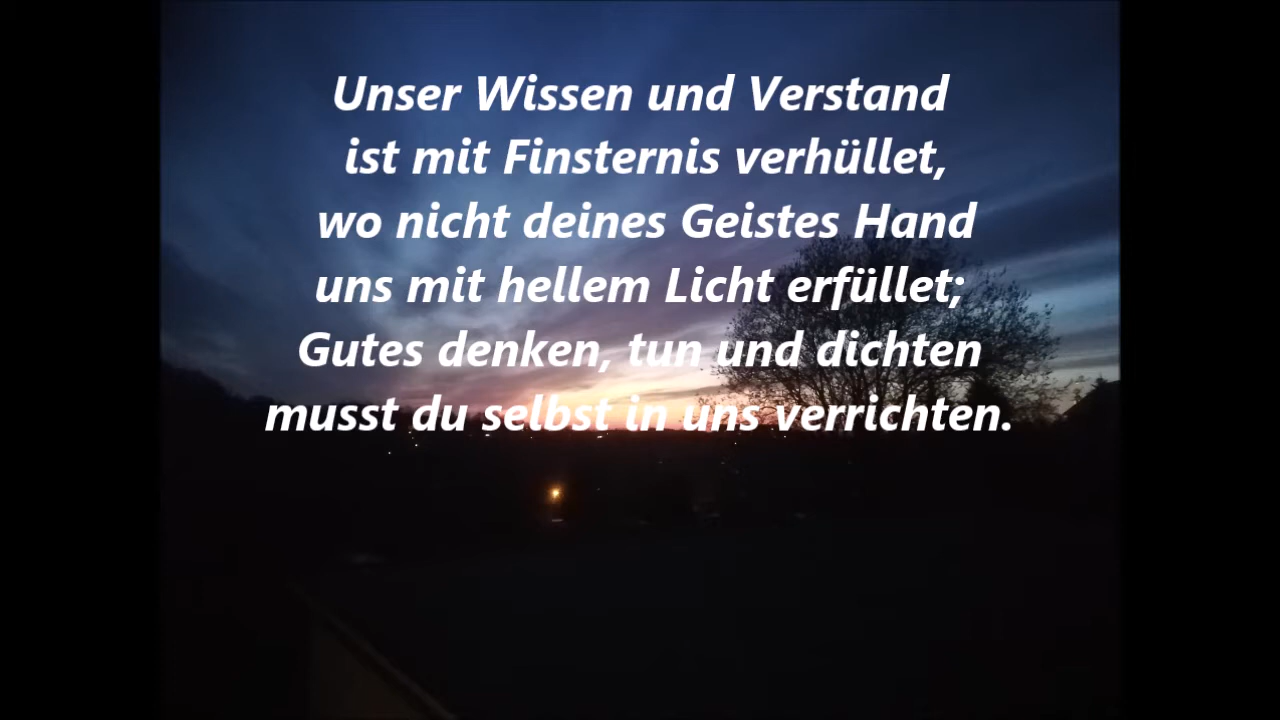 Unser Wissen und Verstand
ist mit Finsternis verhüllet,
wo nicht deines Geistes Hand
uns mit hellem Licht erfüllet;
Gutes denken, tun und dichten
musst du selbst in uns verrichten.